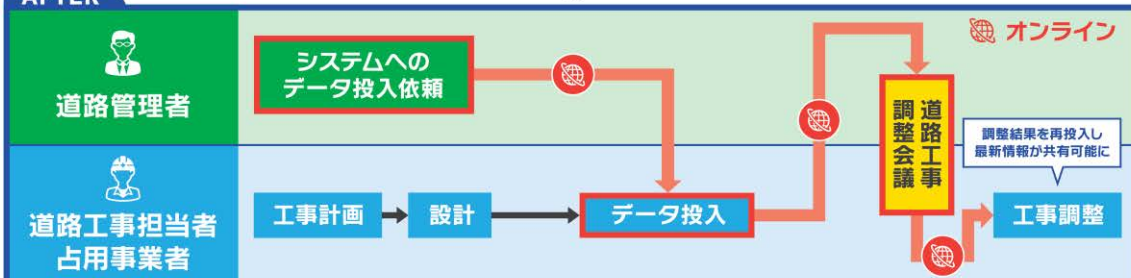 AFTER
オンライン
道路管理者
システムへの
データ投入依頼
道路工事
調整会議
調整結果を再投入し
最新情報が共有可能に
道路工事担当者
占用事業者
工事計画
設計
データ投入
工事調整